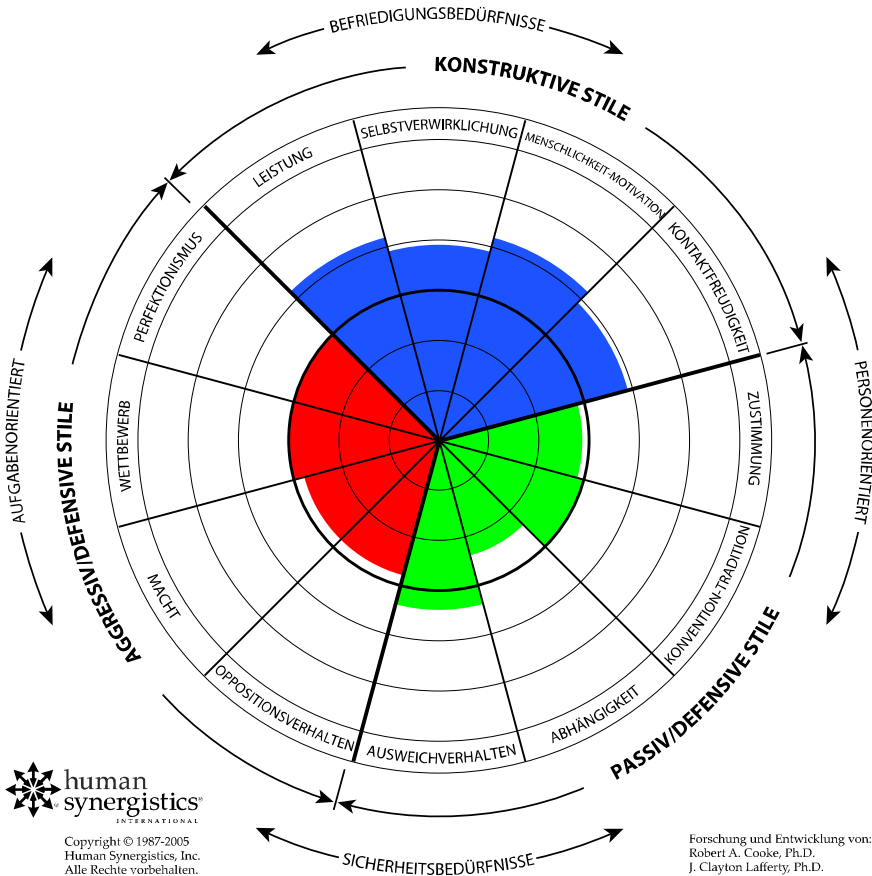 BEFRIEDIGUNGSBEDÜRFNISSE
KONSTRUKTIVE STILE
SELBSTVERWIRKLICHUNG
MENSCHLICHKEIT-MOTIVATION
LEISTUNG
KONTAKTFREUDIGKEIT
PERFEKTIONISMUS
AUFGABENORIENTIERT
PERSONENORIENTIERT
WETTBEWERB
ZUSTIMMUNG
AGGRESSIV/DEFENSIVE STILE
MACHT
KONVENTION-TRADITION
PASSIV/DEFENSIVE STILE
OPPOSITIONSVERHALTEN
ABHÄNGIGKEIT
AUSWEICHVERHALTEN
human
synergistics®
INTERNATIONAL
Copyright © 1987-2005
Human Synergistics, Inc.
Alle Rechte vorbehalten.
SICHERHEITSBEDÜRFNISSE
Forschung und Entwicklung von:
Robert A. Cooke, Ph.D.
J. Clayton Lafferty, Ph.D.